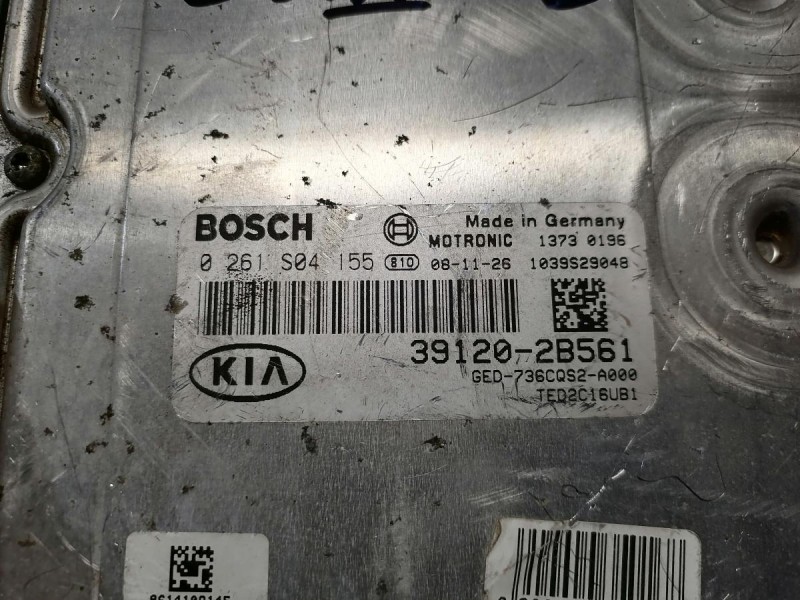 BOSCH Made in Germany
MOTRONIC 1373 0196
0 261 S04 155 810 08-11-26 1039S29048
39120-2B561
KIA
GED-736CQS2-A000
TED2C16UB1